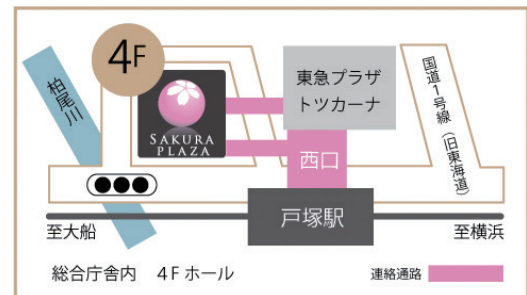 4F
柏尾川
SAKURA
PLAZA
東急プラザ
トツカーナ
国道1号線（旧東海道）
西口
戸塚駅
至大船
至横浜
総合庁舎内 4Fホール
連絡通路